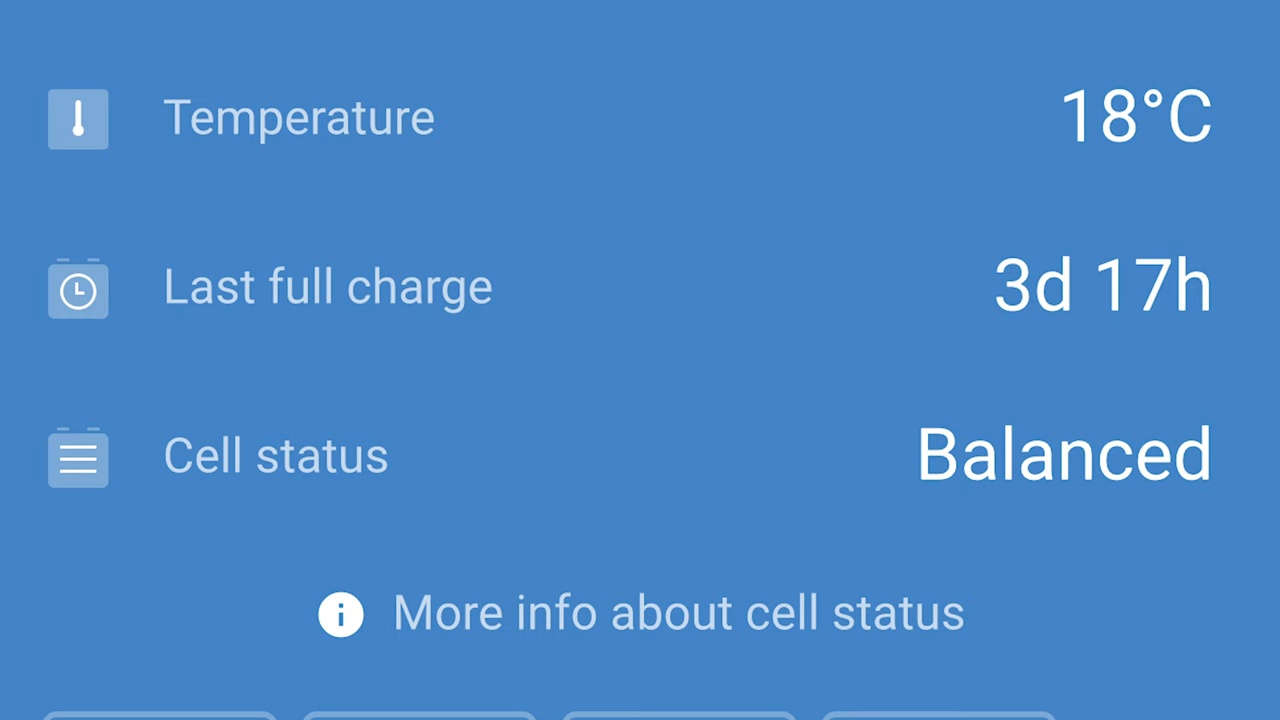 Temperature 18°C
Last full charge 3d 17h
Cell status Balanced
More info about cell status